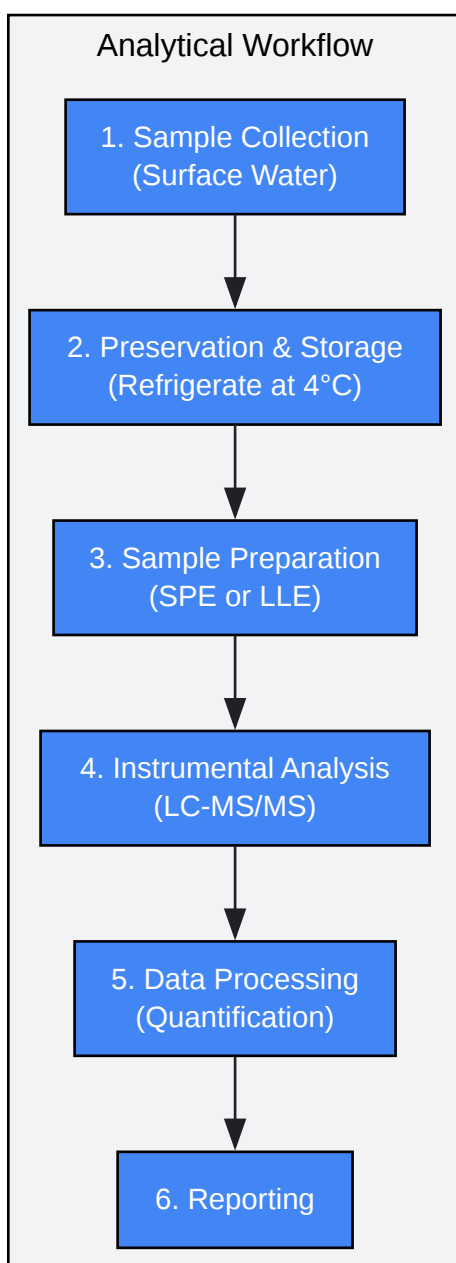 Analytical Workflow
1. Sample Collection
(Surface Water)
2. Preservation & Storage
(Refrigerate at 4°C)
3. Sample Preparation
(SPE or LLE)
4. Instrumental Analysis
(LC-MS/MS)
5. Data Processing
(Quantification)
6. Reporting